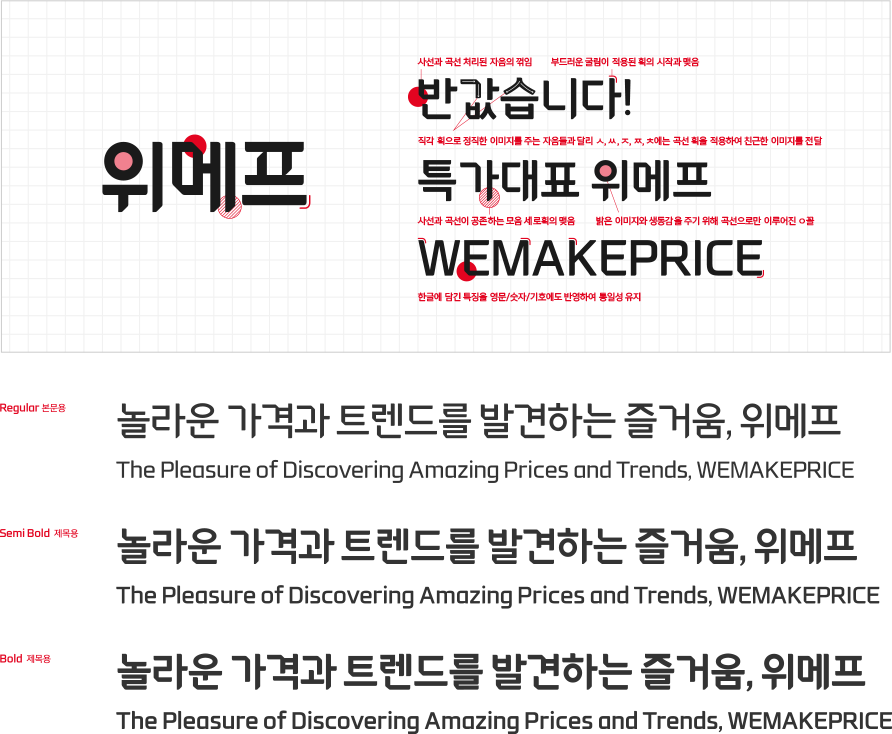 위메프
사선과 곡선 처리된 자음의 꺾임
부드러운 굴림이 적용된 획의 시작과 맺음
반값습니다!
직각 획으로 정직한 이미지를 주는 자음들과 달리 ㅅ, ㅆ, ㅈ, ㅉ, ㅊ에는 곡선 획을 적용하여 친근한 이미지를 전달
특가대표 위메프
사선과 곡선이 공존하는 모음 세로획의 맺음
밝은 이미지와 생동감을 주기 위해 곡선으로만 이루어진 ㅇ꼴
WEMAKEPRICE
한글에 담긴 특징을 영문/숫자/기호에도 반영하여 통일성 유지
Regular 본문용
놀라운 가격과 트렌드를 발견하는 즐거움, 위메프
The Pleasure of Discovering Amazing Prices and Trends, WEMAKEPRICE
Semi Bold 제목용
놀라운 가격과 트렌드를 발견하는 즐거움, 위메프
The Pleasure of Discovering Amazing Prices and Trends, WEMAKEPRICE
Bold 제목용
놀라운 가격과 트렌드를 발견하는 즐거움, 위메프
The Pleasure of Discovering Amazing Prices and Trends, WEMAKEPRICE